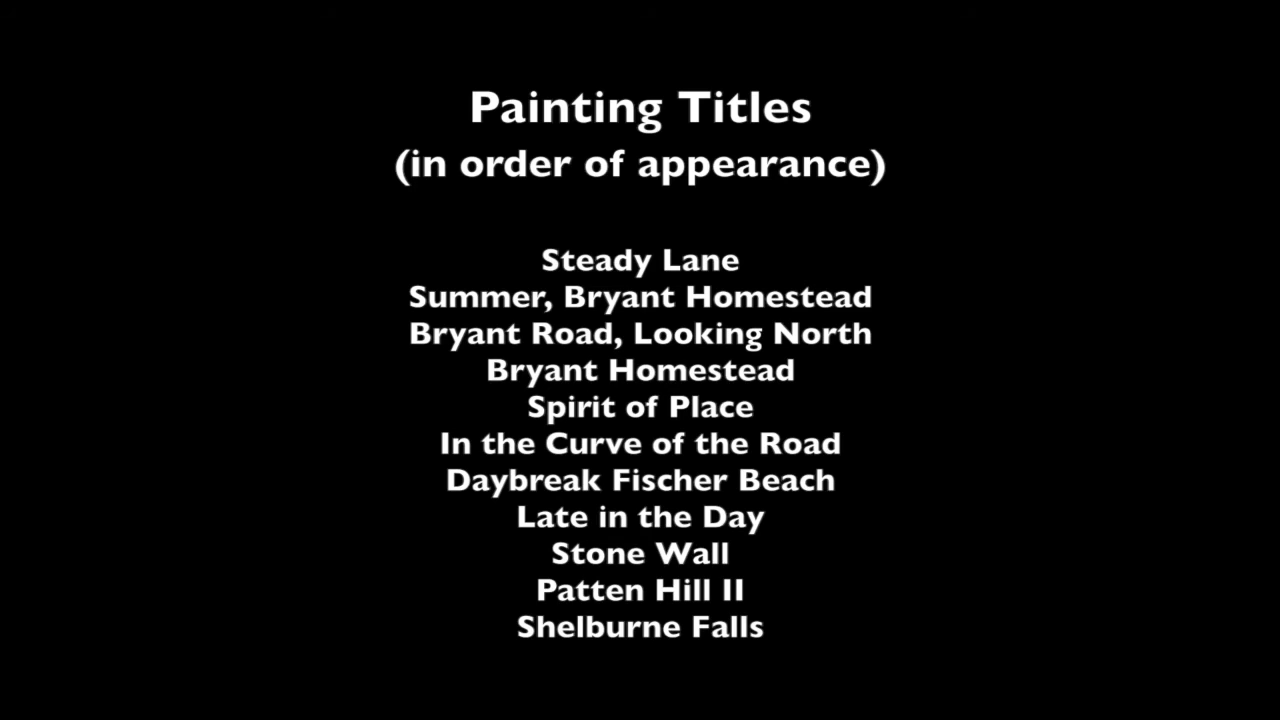 Painting Titles
(in order of appearance)
Steady Lane
Summer, Bryant Homestead
Bryant Road, Looking North
Bryant Homestead
Spirit of Place
In the Curve of the Road
Daybreak Fischer Beach
Late in the Day
Stone Wall
Patten Hill II
Shelburne Falls